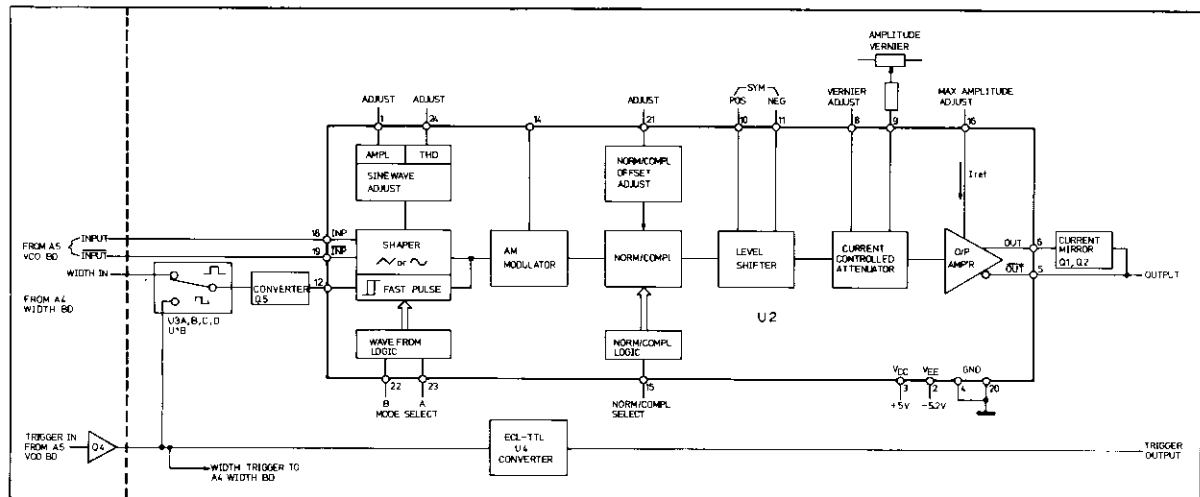 AMPLITUDE
VERNIER
ADJUST
1
ADJUST
24
14
ADJUST
21
SYM
POS
10
NEG
11
VERNIER
ADJUST
8
9
MAX AMPLITUDE
ADJUST
16
AMPL
THD
SINEWAVE
ADJUST
NORM/COMPL
OFFSET
ADJUST
Iref
FROM A5
VCO BD
INPUT
INPUT
18
INP
19
INP
SHAPER
OR
AM
MODULATOR
NORM/COMPL
LEVEL
SHIFTER
CURRENT
CONTROLLED
ATTENUATOR
O/P
AMP'R
OUT
6
OUT*
5
CURRENT
MIRROR
Q1, Q2
OUTPUT
WIDTH IN
FROM A4
WIDTH BD
U3A,B,C,D
U1B
CONVERTER
Q5
12
FAST PULSE
U2
WAVE FROM
LOGIC
NORM/COMPL
LOGIC
22
23
B
A
MODE SELECT
15
NORM/COMPL
SELECT
VCC
3
+5V
VEE
2
-5.2V
GND
4
20
TRIGGER IN
FROM A5
VCO BD
Q4
ECL-TTL
U4
CONVERTER
TRIGGER
OUTPUT
WIDTH TRIGGER TO
A4 WIDTH BD